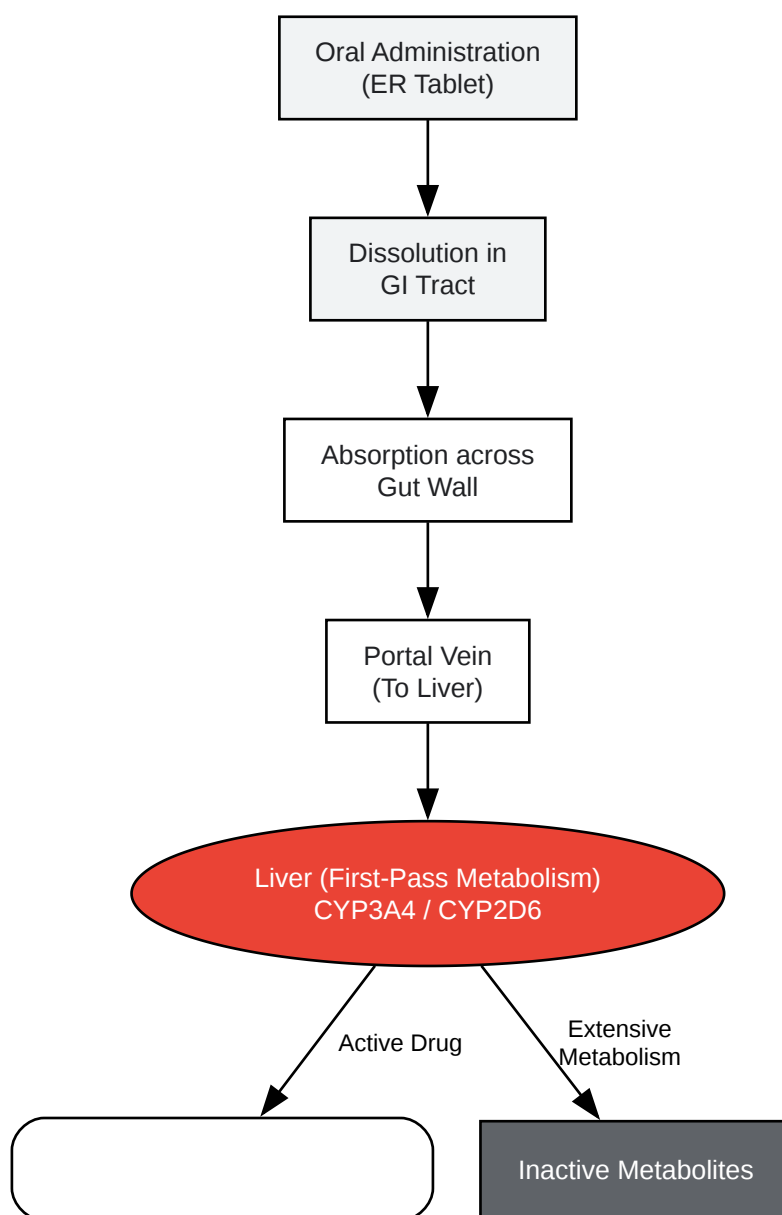 Oral Administration
(ER Tablet)
Dissolution in
GI Tract
Absorption across
Gut Wall
Portal Vein
(To Liver)
Liver (First-Pass Metabolism)
CYP3A4 / CYP2D6
Active Drug
Extensive
Metabolism
Inactive Metabolites